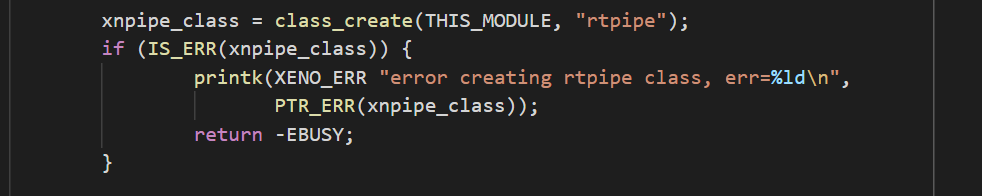 xnpipe_class = class_create(THIS_MODULE, "rtpipe");
if (IS_ERR(xnpipe_class)) {
printk(XENO_ERR "error creating rtpipe class, err=%ld\n",
PTR_ERR(xnpipe_class));
return -EBUSY;
}